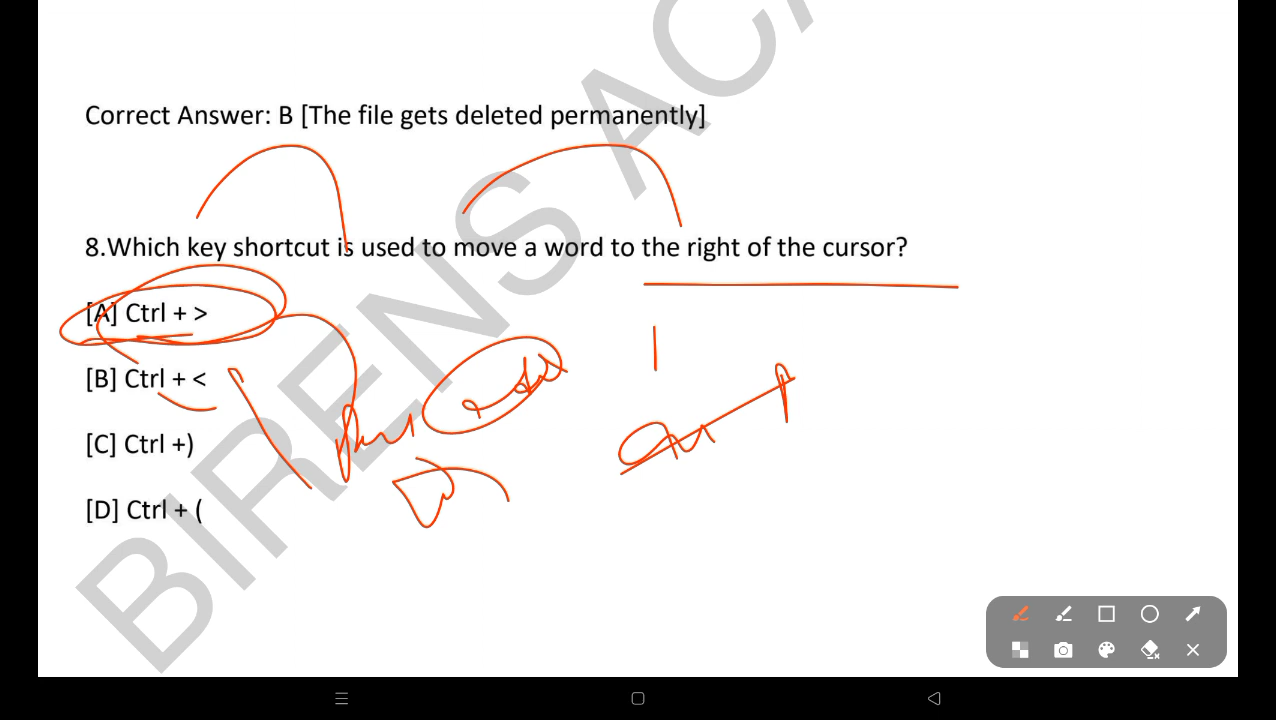 Correct Answer: B [The file gets deleted permanently]
8.Which key shortcut is used to move a word to the right of the cursor?
[A] Ctrl + >
[B] Ctrl + <
[C] Ctrl +)
[D] Ctrl + (
BIRENS ACA